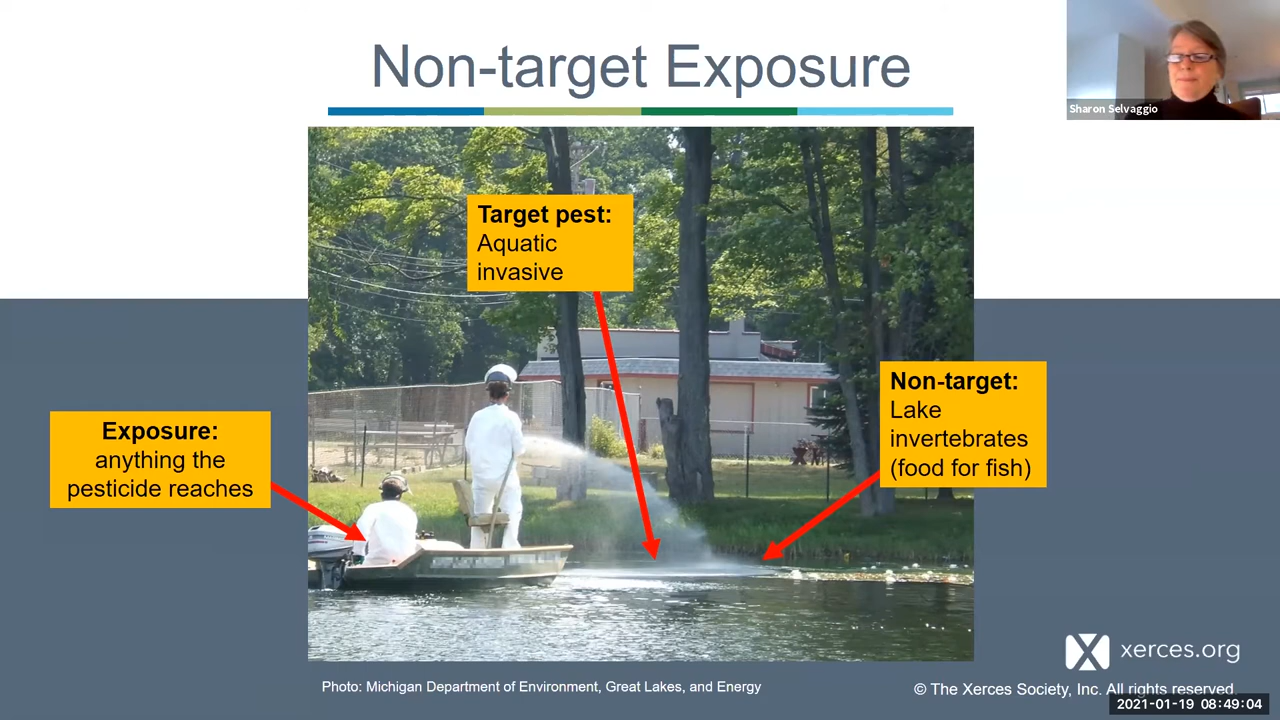 Non-target Exposure
Sharon Selvaggio
Target pest:
Aquatic
invasive
Non-target:
Lake
invertebrates
(food for fish)
Exposure:
anything the
pesticide reaches
xerces.org
Photo: Michigan Department of Environment, Great Lakes, and Energy
© The Xerces Society, Inc. All rights reserved.
2021-01-19 08:49:04